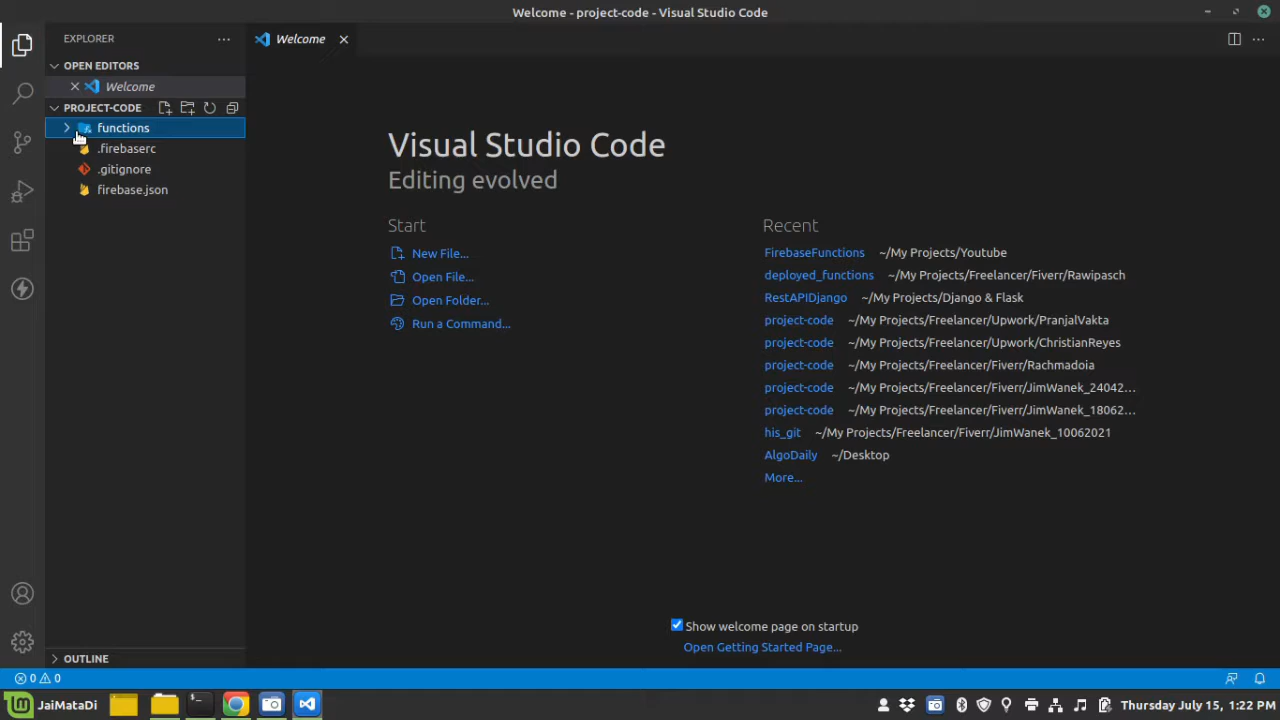 Welcome - project-code - Visual Studio Code
EXPLORER
Welcome
OPEN EDITORS
Welcome
PROJECT-CODE
functions
.firebaserc
.gitignore
firebase.json
Visual Studio Code
Editing evolved
Start
New File...
Open File...
Open Folder...
Run a Command...
Recent
FirebaseFunctions ~/My Projects/Youtube
deployed_functions ~/My Projects/Freelancer/Fiverr/Rawipasch
RestAPIDjango ~/My Projects/Django & Flask
project-code ~/My Projects/Freelancer/Upwork/PranjalVakta
project-code ~/My Projects/Freelancer/Upwork/ChristianReyes
project-code ~/My Projects/Freelancer/Fiverr/Rachmadoia
project-code ~/My Projects/Freelancer/Fiverr/JimWanek_24042...
project-code ~/My Projects/Freelancer/Fiverr/JimWanek_18062...
his_git ~/My Projects/Freelancer/Fiverr/JimWanek_10062021
AlgoDaily ~/Desktop
More...
Show welcome page on startup
Open Getting Started Page...
OUTLINE
0 0
JaiMataDi
Thursday July 15, 1:22 PM